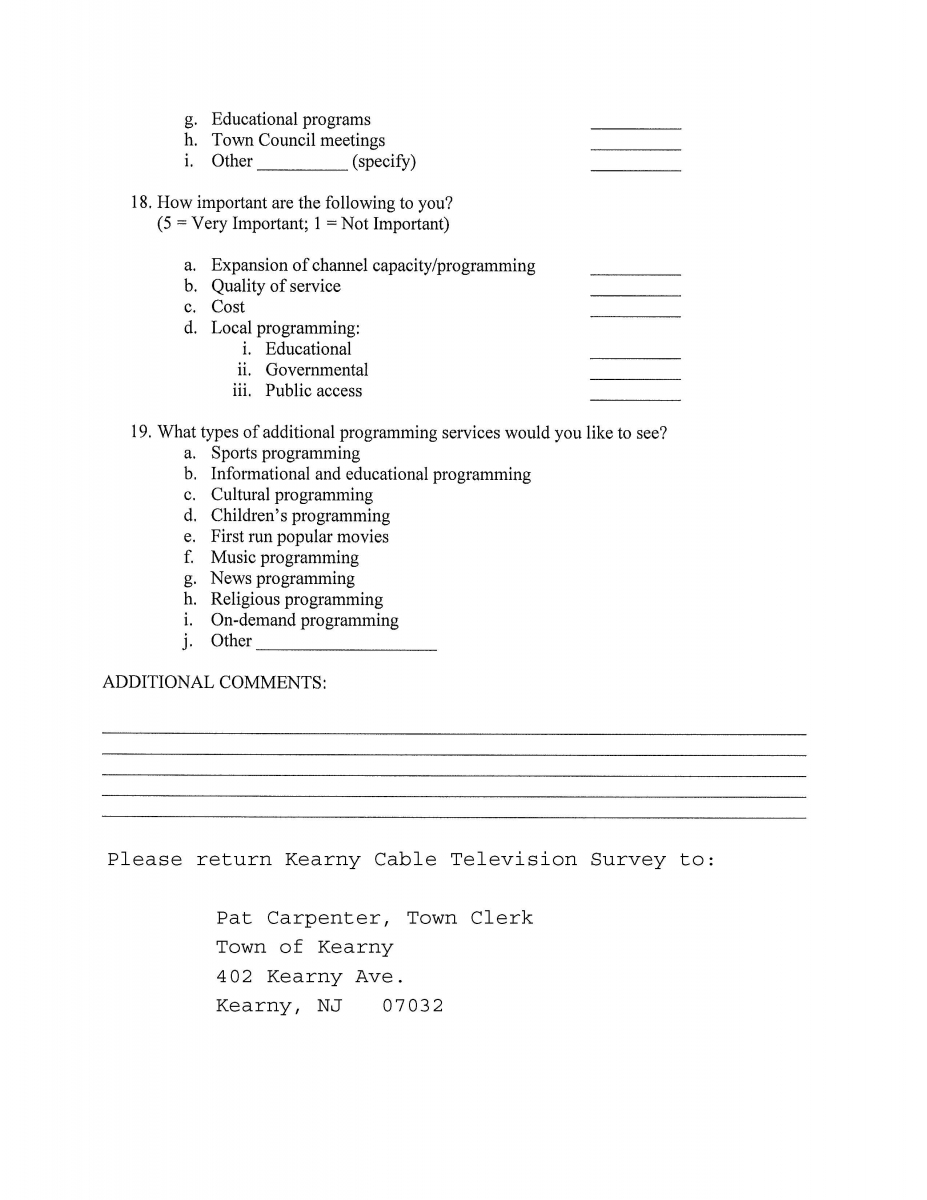 g. Educational programs __________
h. Town Council meetings __________
i. Other __________ (specify) __________
18. How important are the following to you?
(5 = Very Important; 1 = Not Important)
a. Expansion of channel capacity/programming __________
b. Quality of service __________
c. Cost __________
d. Local programming:
i. Educational __________
ii. Governmental __________
iii. Public access __________
19. What types of additional programming services would you like to see?
a. Sports programming
b. Informational and educational programming
c. Cultural programming
d. Children's programming
e. First run popular movies
f. Music programming
g. News programming
h. Religious programming
i. On-demand programming
j. Other ____________________
ADDITIONAL COMMENTS:
Please return Kearny Cable Television Survey to:
Pat Carpenter, Town Clerk
Town of Kearny
402 Kearny Ave.
Kearny, NJ 07032